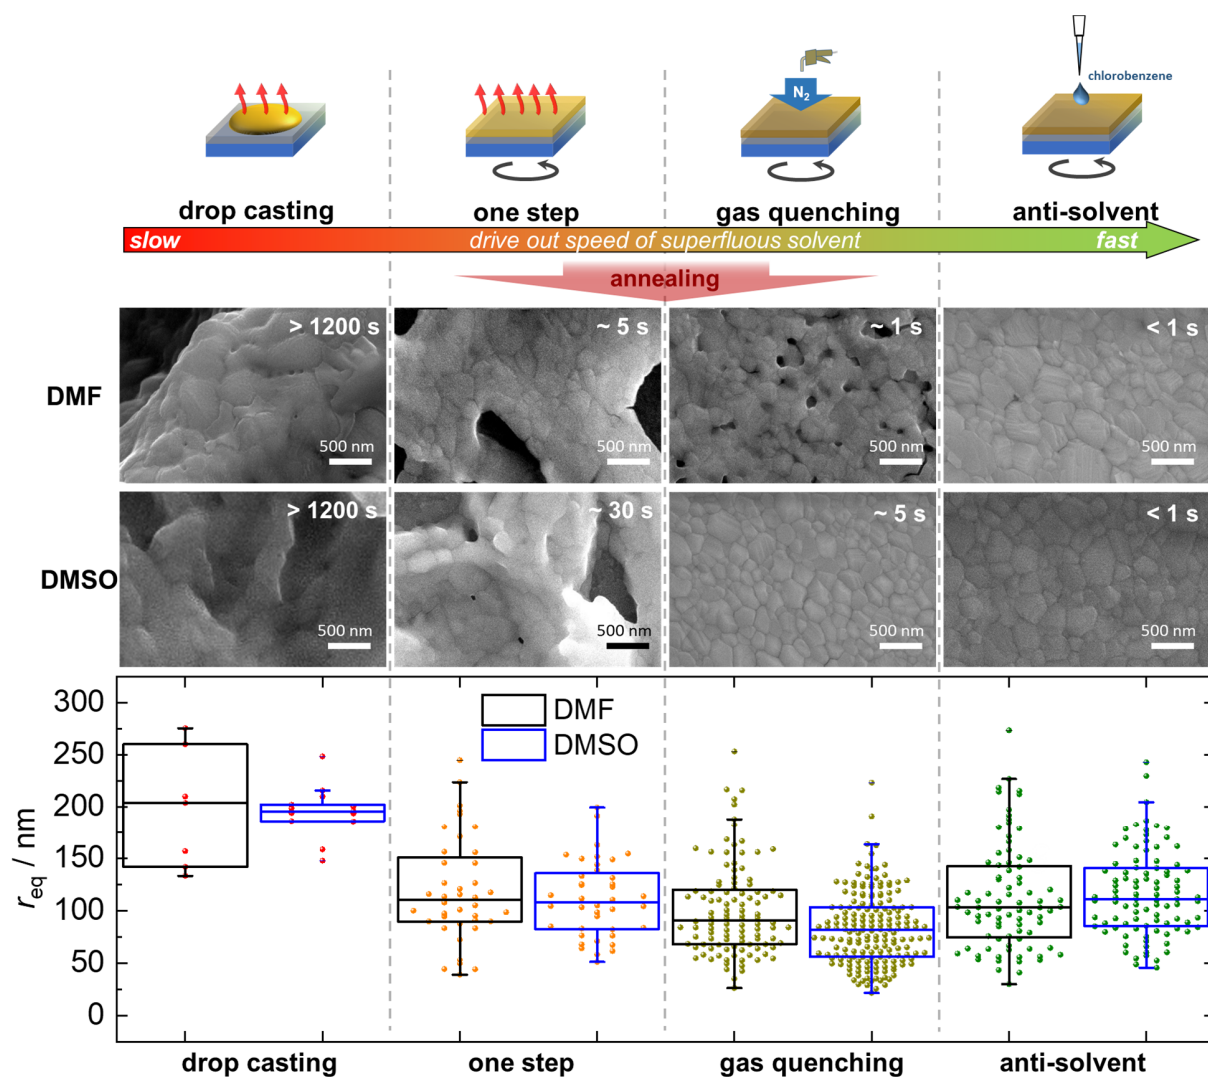 chlorobenzene
N2
drop casting
one step
gas quenching
anti-solvent
slow
drive out speed of superfluous solvent
fast
annealing
DMF
> 1200 s
~ 5 s
~ 1 s
< 1 s
500 nm
500 nm
500 nm
500 nm
DMSO
> 1200 s
~ 30 s
~ 5 s
< 1 s
500 nm
500 nm
500 nm
500 nm
req / nm
300
250
200
150
100
50
0
DMF
DMSO
drop casting
one step
gas quenching
anti-solvent